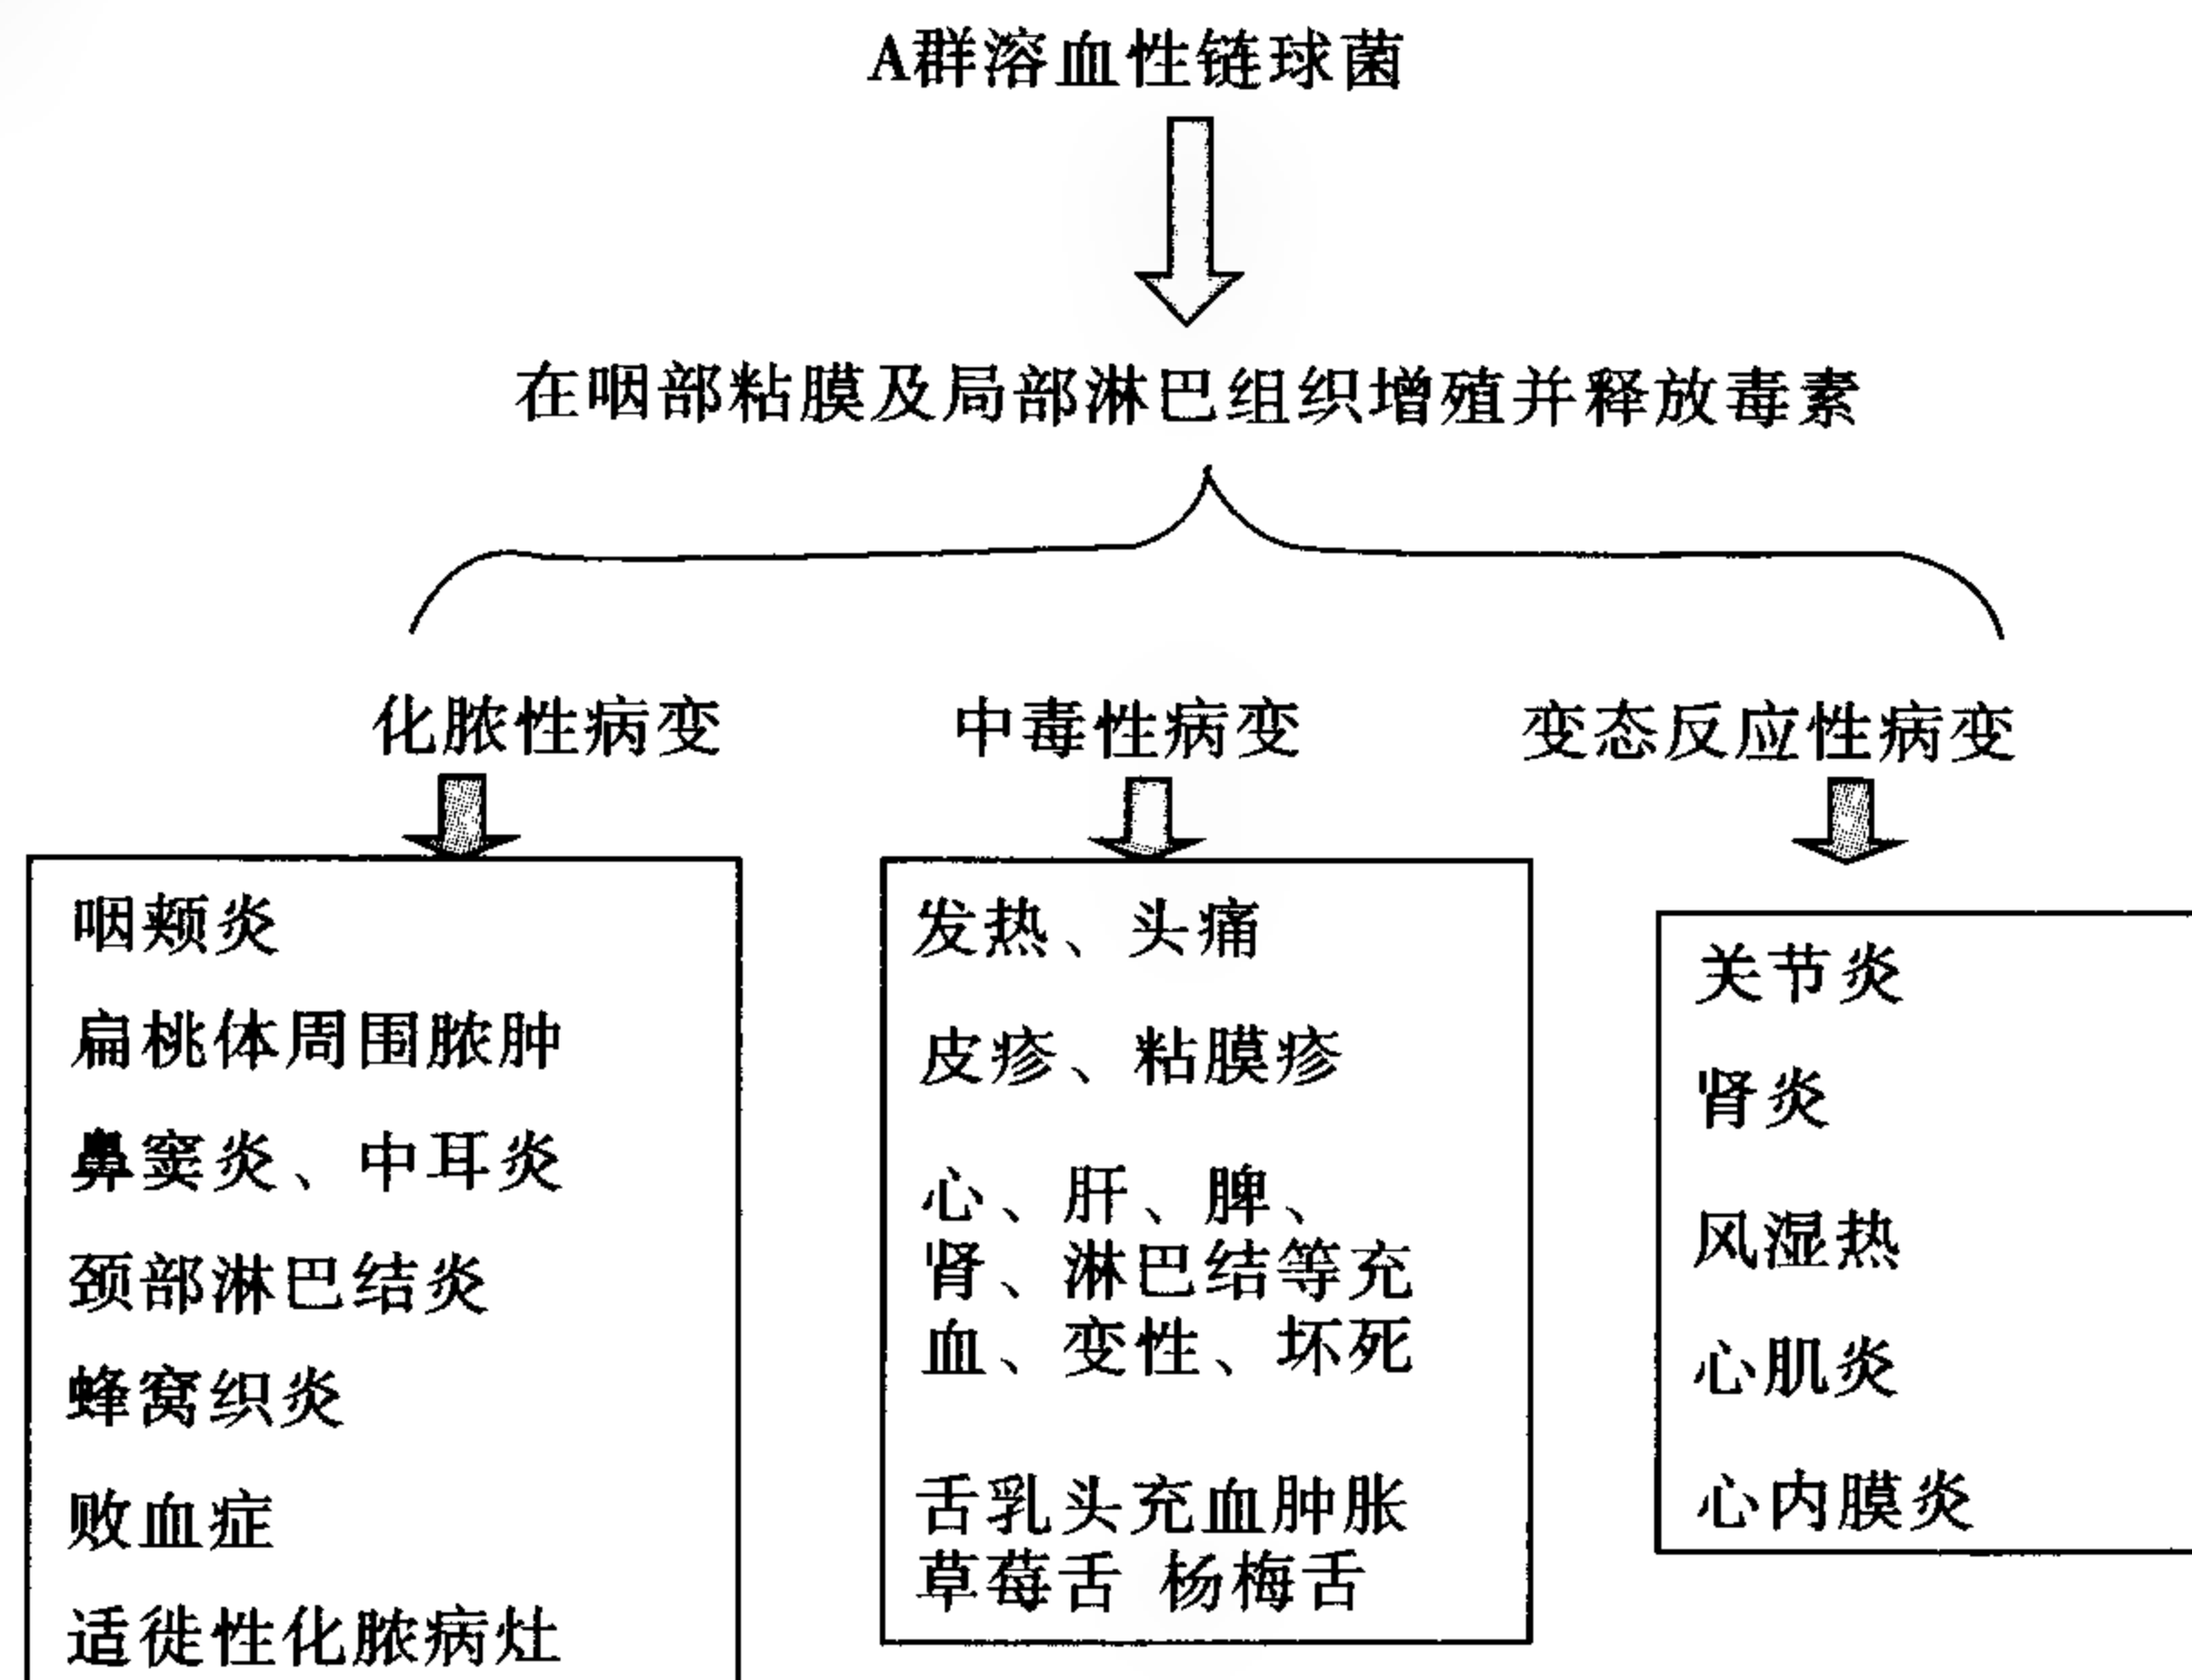 A群溶血性链球菌
在咽部粘膜及局部淋巴组织增殖并释放毒素
化脓性病变
中毒性病变
变态反应性病变
咽颊炎
扁桃体周围脓肿
鼻窦炎、中耳炎
颈部淋巴结炎
蜂窝织炎
败血症
适徙性化脓病灶
发热、头痛
皮疹、粘膜疹
心、肝、脾、
肾、淋巴结等充
血、变性、坏死
舌乳头充血肿胀
草莓舌 杨梅舌
关节炎
肾炎
风湿热
心肌炎
心内膜炎